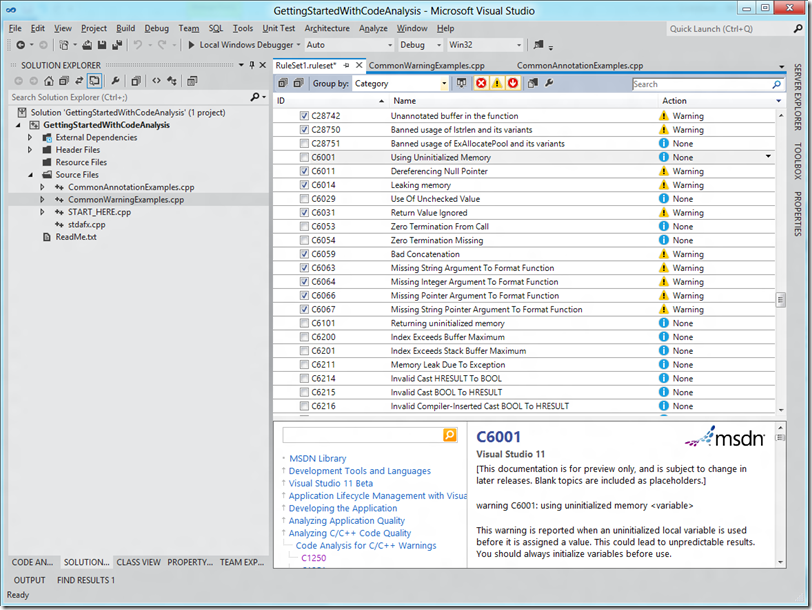 GettingStartedWithCodeAnalysis - Microsoft Visual Studio
File Edit View Project Build Debug Team SQL Tools Unit Test Architecture Analyze Window Help
Quick Launch (Ctrl+Q)
Local Windows Debugger Auto Debug Win32
SOLUTION EXPLORER
Search Solution Explorer (Ctrl+;)
Solution 'GettingStartedWithCodeAnalysis' (1 project)
GettingStartedWithCodeAnalysis
External Dependencies
Header Files
Resource Files
Source Files
CommonAnnotationExamples.cpp
CommonWarningExamples.cpp
START_HERE.cpp
stdafx.cpp
ReadMe.txt
CODE AN... SOLUTION... CLASS VIEW PROPERTY... TEAM EXP...
RuleSet1.ruleset* CommonWarningExamples.cpp CommonAnnotationExamples.cpp
Group by: Category Search
ID Name Action
C28742 Unannotated buffer in the function Warning
C28750 Banned usage of lstrlen and its variants Warning
C28751 Banned usage of ExAllocatePool and its variants None
C6001 Using Uninitialized Memory None
C6011 Dereferencing Null Pointer Warning
C6014 Leaking memory Warning
C6029 Use Of Unchecked Value None
C6031 Return Value Ignored Warning
C6053 Zero Termination From Call None
C6054 Zero Termination Missing None
C6059 Bad Concatenation Warning
C6063 Missing String Argument To Format Function Warning
C6064 Missing Integer Argument To Format Function Warning
C6066 Missing Pointer Argument To Format Function Warning
C6067 Missing String Pointer Argument To Format Function Warning
C6101 Returning uninitialized memory None
C6200 Index Exceeds Buffer Maximum None
C6201 Index Exceeds Stack Buffer Maximum None
C6211 Memory Leak Due To Exception None
C6214 Invalid Cast HRESULT To BOOL None
C6215 Invalid Cast BOOL To HRESULT None
C6216 Invalid Compiler-Inserted Cast BOOL To HRESULT None
MSDN Library
Development Tools and Languages
Visual Studio 11 Beta
Application Lifecycle Management with Visua
Developing the Application
Analyzing Application Quality
Analyzing C/C++ Code Quality
Code Analysis for C/C++ Warnings
C1250
C6001
msdn
Visual Studio 11
[This documentation is for preview only, and is subject to change in
later releases. Blank topics are included as placeholders.]
warning C6001: using uninitialized memory <variable>
This warning is reported when an uninitialized local variable is used
before it is assigned a value. This could lead to unpredictable results.
You should always initialize variables before use.
SERVER EXPLORER
TOOLBOX
PROPERTIES
OUTPUT FIND RESULTS 1
Ready